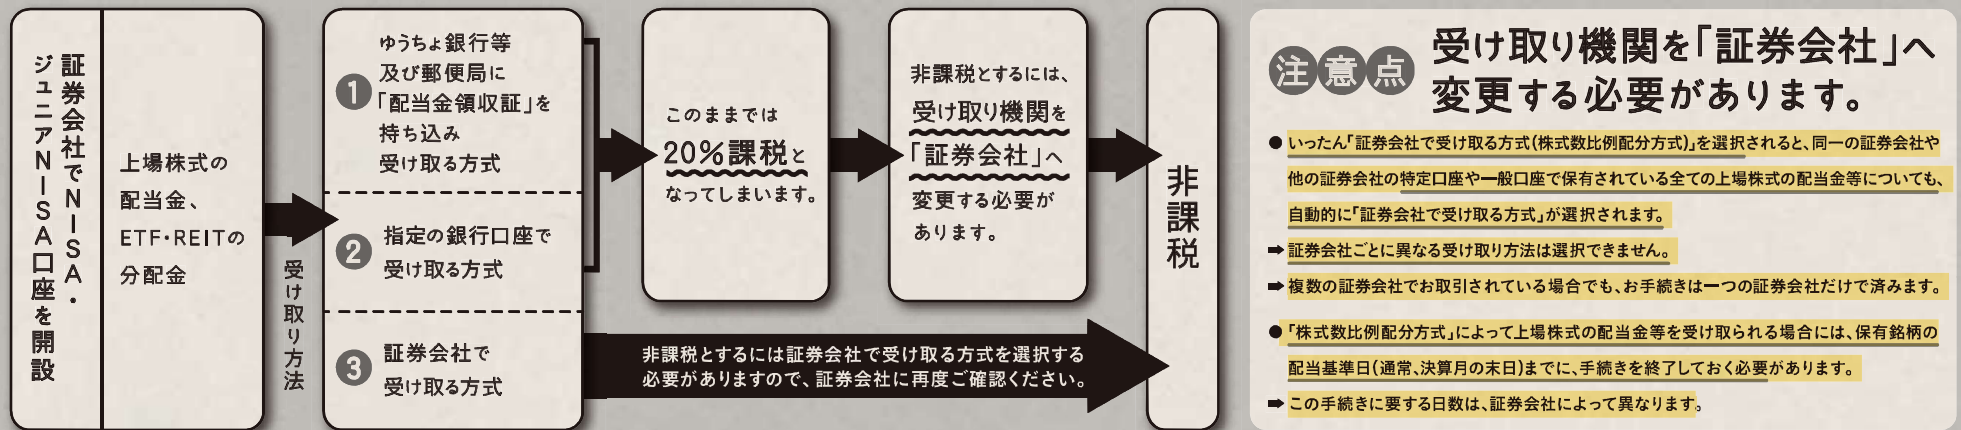 証券会社でNISA・
ジュニアNISA口座を開設
上場株式の
配当金、
ETF・REITの
分配金
受け取り方法
1
ゆうちょ銀行等
及び郵便局に
「配当金領収証」を
持ち込み
受け取る方式
2
指定の銀行口座で
受け取る方式
3
証券会社で
受け取る方式
このままでは
20％課税と
なってしまいます。
非課税とするには、
受け取り機関を
「証券会社」へ
変更する必要が
あります。
非課税とするには証券会社で受け取る方式を選択する
必要がありますので、証券会社に再度ご確認ください。
非課税
注意点
受け取り機関を「証券会社」へ
変更する必要があります。
●いったん「証券会社で受け取る方式（株式数比例配分方式）」を選択されると、同一の証券会社や
他の証券会社の特定口座や一般口座で保有されている全ての上場株式の配当金等についても、
自動的に「証券会社で受け取る方式」が選択されます。
➡証券会社ごとに異なる受け取り方法は選択できません。
➡複数の証券会社でお取引されている場合でも、お手続きは一つの証券会社だけで済みます。
●「株式数比例配分方式」によって上場株式の配当金等を受け取られる場合には、保有銘柄の
配当基準日（通常、決算月の末日）までに、手続きを終了しておく必要があります。
➡この手続きに要する日数は、証券会社によって異なります。